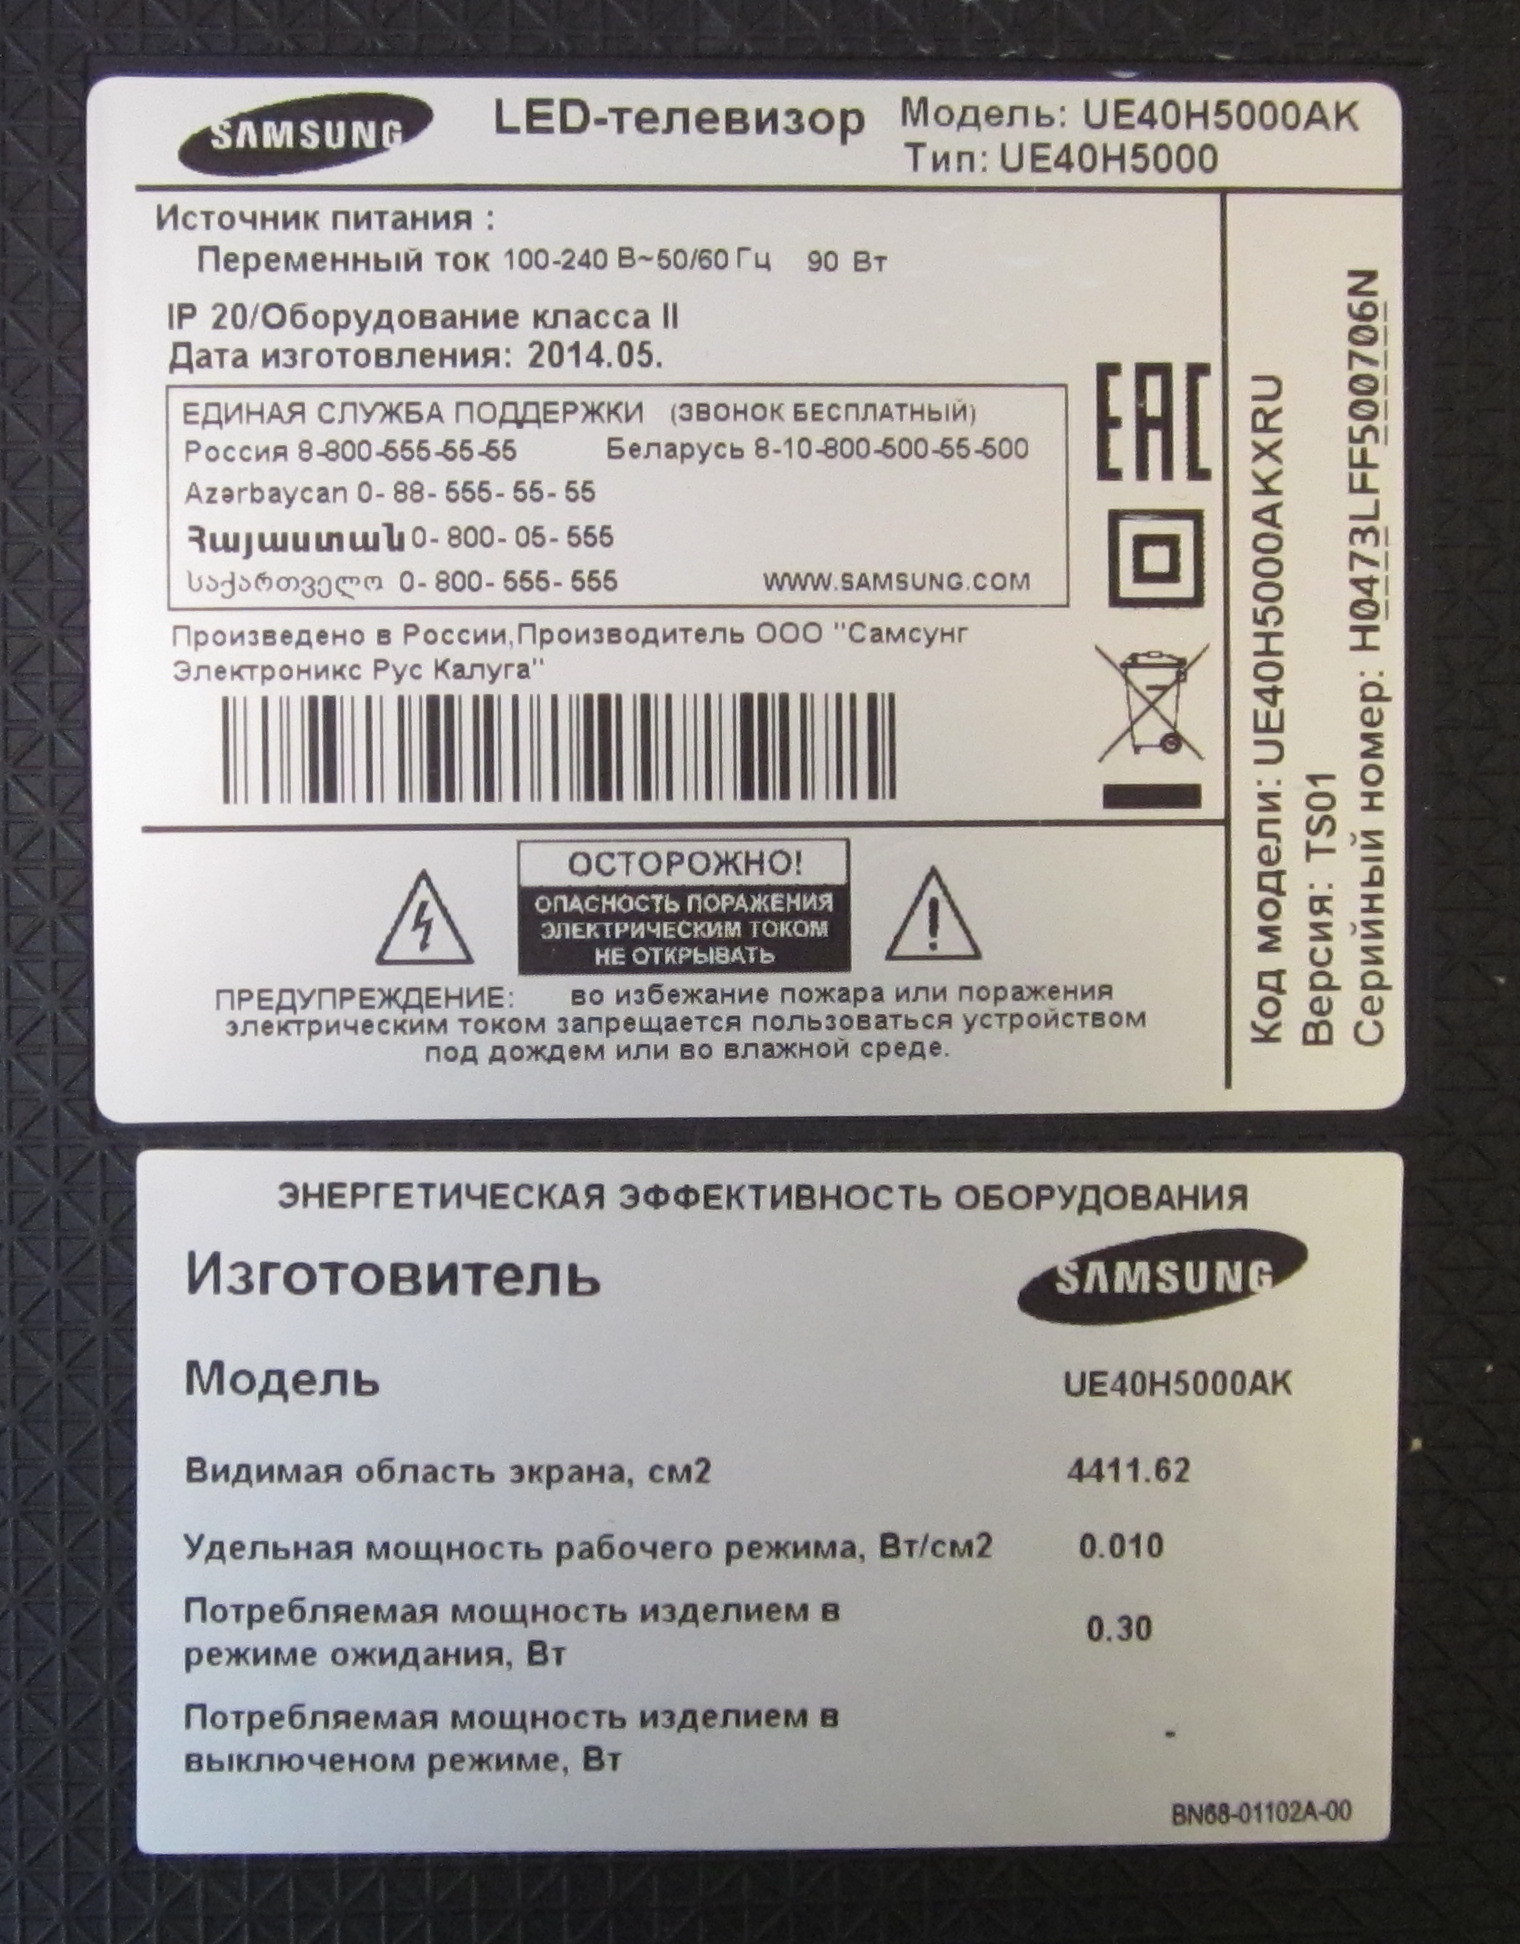 SAMSUNG
LED-телевизор
Модель: UE40H5000AK
Тип: UE40H5000
Источник питания :
Переменный ток 100-240 В~50/60 Гц 90 Вт
IP 20/Оборудование класса II
Дата изготовления: 2014.05.
ЕДИНАЯ СЛУЖБА ПОДДЕРЖКИ (ЗВОНОК БЕСПЛАТНЫЙ)
Россия 8-800-555-55-55 Беларусь 8-10-800-500-55-500
Azərbaycan 0- 88- 555- 55- 55
Հայաստան 0- 800- 05- 555
საქართველო 0- 800- 555- 555 WWW.SAMSUNG.COM
Произведено в России,Производитель ООО "Самсунг
Электроникс Рус Калуга"
EAC
ОСТОРОЖНО!
ОПАСНОСТЬ ПОРАЖЕНИЯ
ЭЛЕКТРИЧЕСКИМ ТОКОМ
НЕ ОТКРЫВАТЬ
ПРЕДУПРЕЖДЕНИЕ: во избежание пожара или поражения
электрическим током запрещается пользоваться устройством
под дождем или во влажной среде.
Код модели: UE40H5000AKXRU
Версия: TS01
Серийный номер: H0473LFF500706N
ЭНЕРГЕТИЧЕСКАЯ ЭФФЕКТИВНОСТЬ ОБОРУДОВАНИЯ
Изготовитель SAMSUNG
Модель UE40H5000AK
Видимая область экрана, см2 4411.62
Удельная мощность рабочего режима, Вт/см2 0.010
Потребляемая мощность изделием в
режиме ожидания, Вт 0.30
Потребляемая мощность изделием в
выключеном режиме, Вт -
BN68-01102A-00